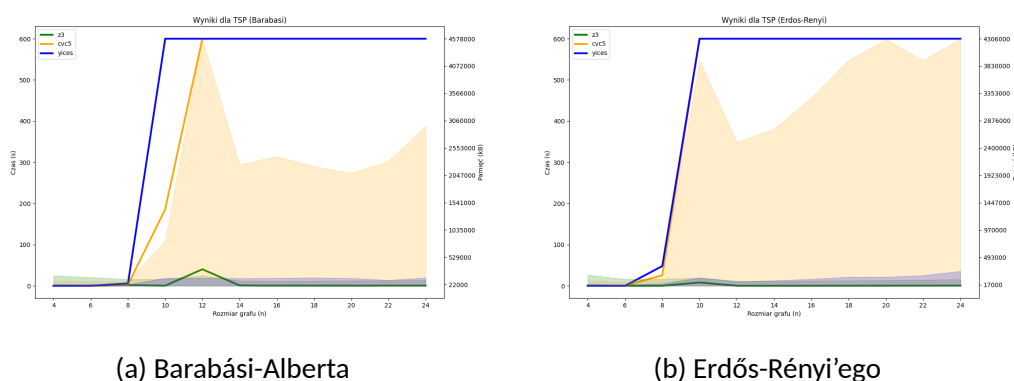 Wyniki dla TSP (Barabasi)
z3
cvc5
yices
600
500
400
300
200
100
0
Czas (s)
4578000
4072000
3566000
3060000
2553000
2047000
1541000
1035000
529000
22000
Pamięć (kB)
4 6 8 10 12 14 16 18 20 22 24
Rozmiar grafu (n)
(a) Barabási-Alberta
Wyniki dla TSP (Erdos-Renyi)
z3
cvc5
yices
600
500
400
300
200
100
0
Czas (s)
4306000
3830000
3353000
2876000
2400000
1923000
1447000
970000
493000
17000
4 6 8 10 12 14 16 18 20 22 24
Rozmiar grafu (n)
(b) Erdős-Rényi’ego